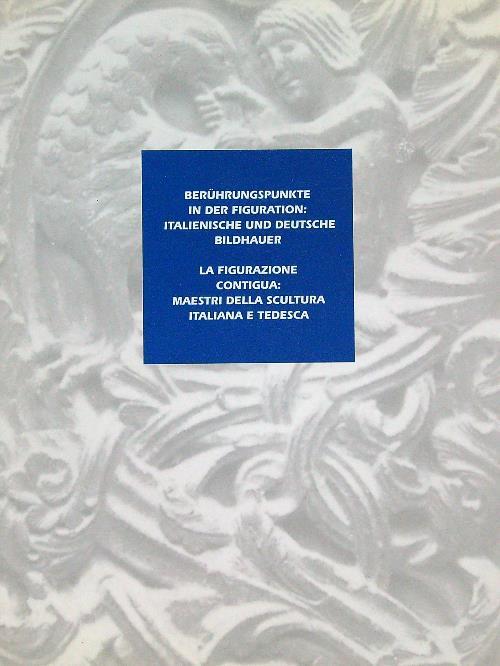 BERÜHRUNGSPUNKTE
IN DER FIGURATION:
ITALIENISCHE UND DEUTSCHE
BILDHAUER
LA FIGURAZIONE
CONTIGUA:
MAESTRI DELLA SCULTURA
ITALIANA E TEDESCA